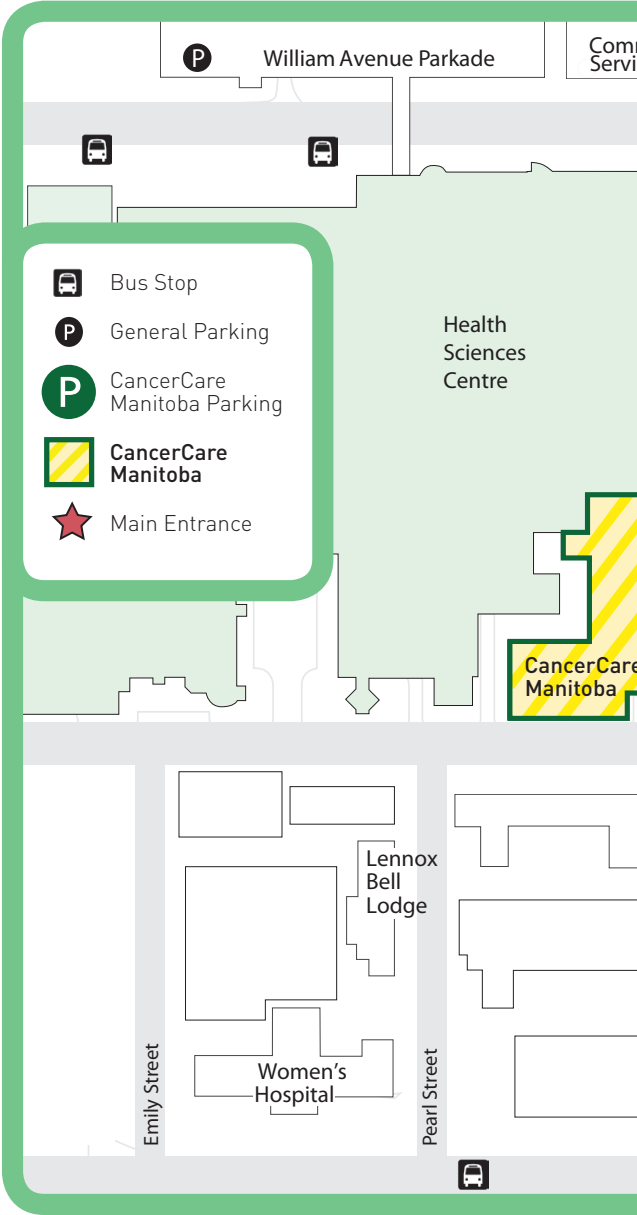 P
William Avenue Parkade
Bus Stop
P
General Parking
P
CancerCare
Manitoba Parking
CancerCare
Manitoba
Main Entrance
Health
Sciences
Centre
CancerCare
Manitoba
Lennox
Bell
Lodge
Women's
Hospital
Emily Street
Pearl Street